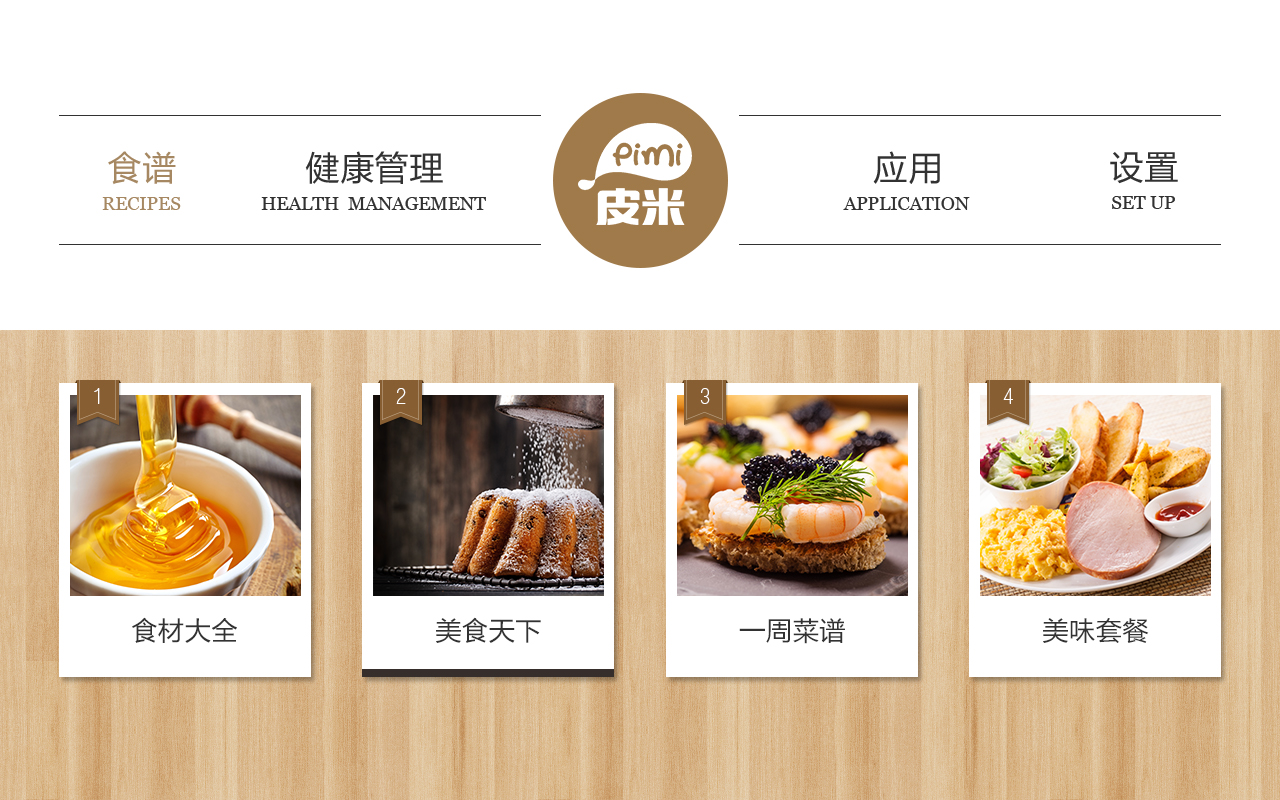 食谱
RECIPES
健康管理
HEALTH MANAGEMENT
Pimi
皮米
应用
APPLICATION
设置
SET UP
1
食材大全
2
美食天下
3
一周菜谱
4
美味套餐